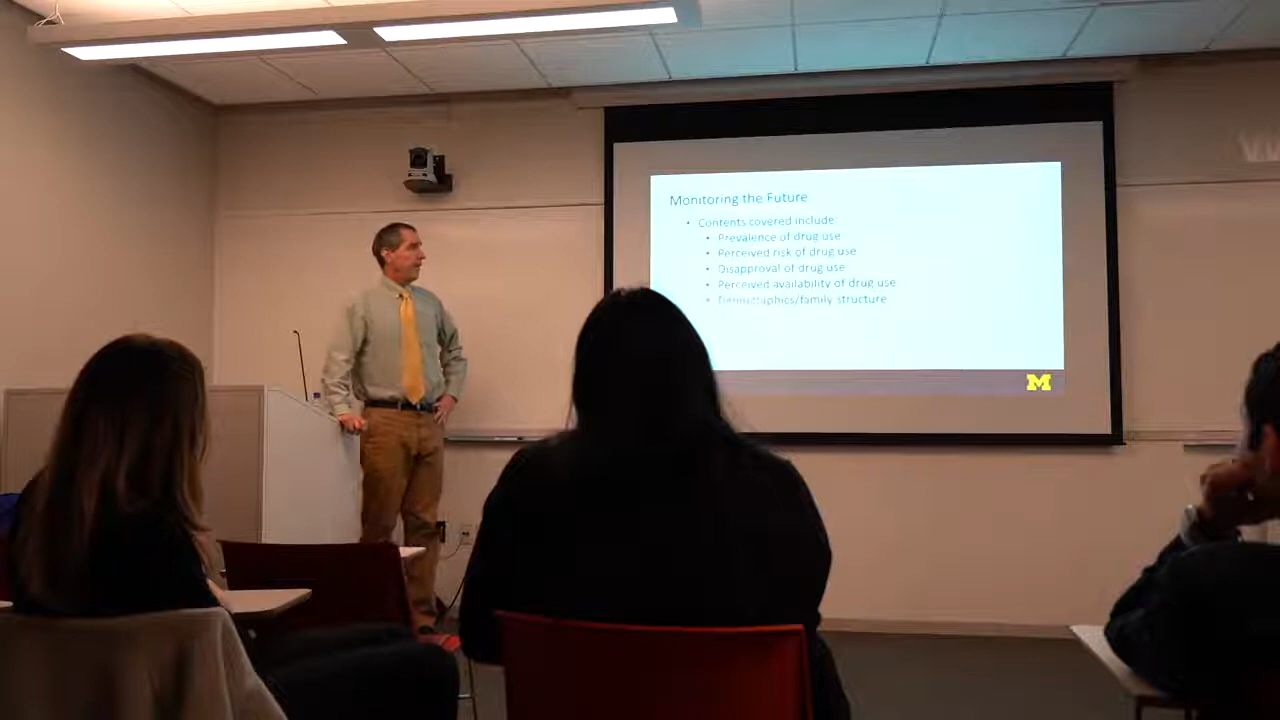 Monitoring the Future
• Contents covered include:
• Prevalence of drug use
• Perceived risk of drug use
• Disapproval of drug use
• Perceived availability of drug use
• Demographics/family structure
M